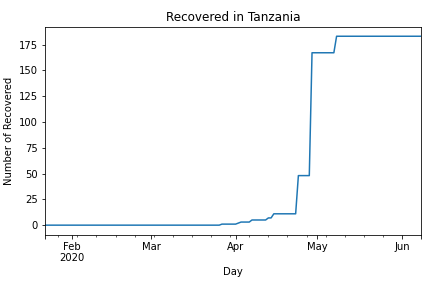 Recovered in Tanzania
Number of Recovered
175
150
125
100
75
50
25
0
Feb
2020
Mar
Apr
May
Jun
Day